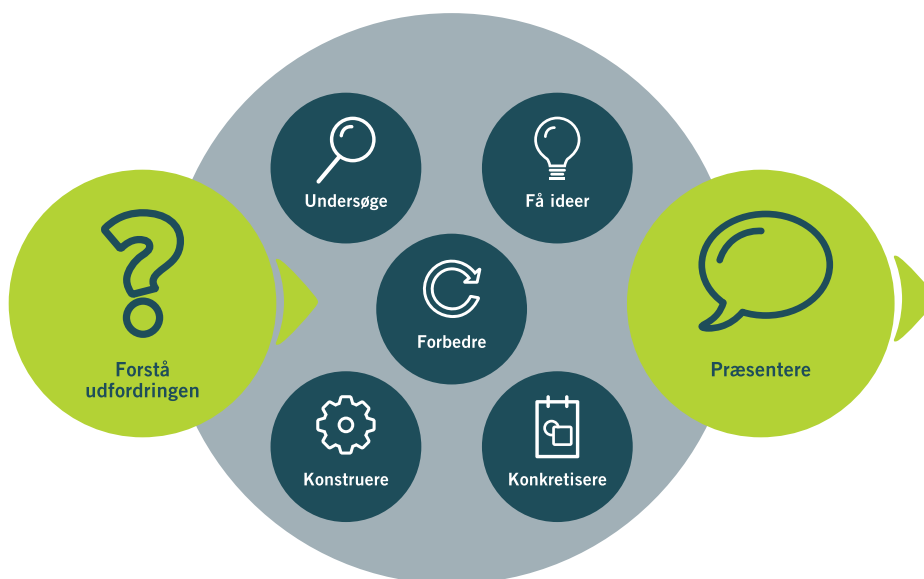 Forstå
udfordringen
Undersøge
Få ideer
Forbedre
Konstruere
Konkretisere
Præsentere